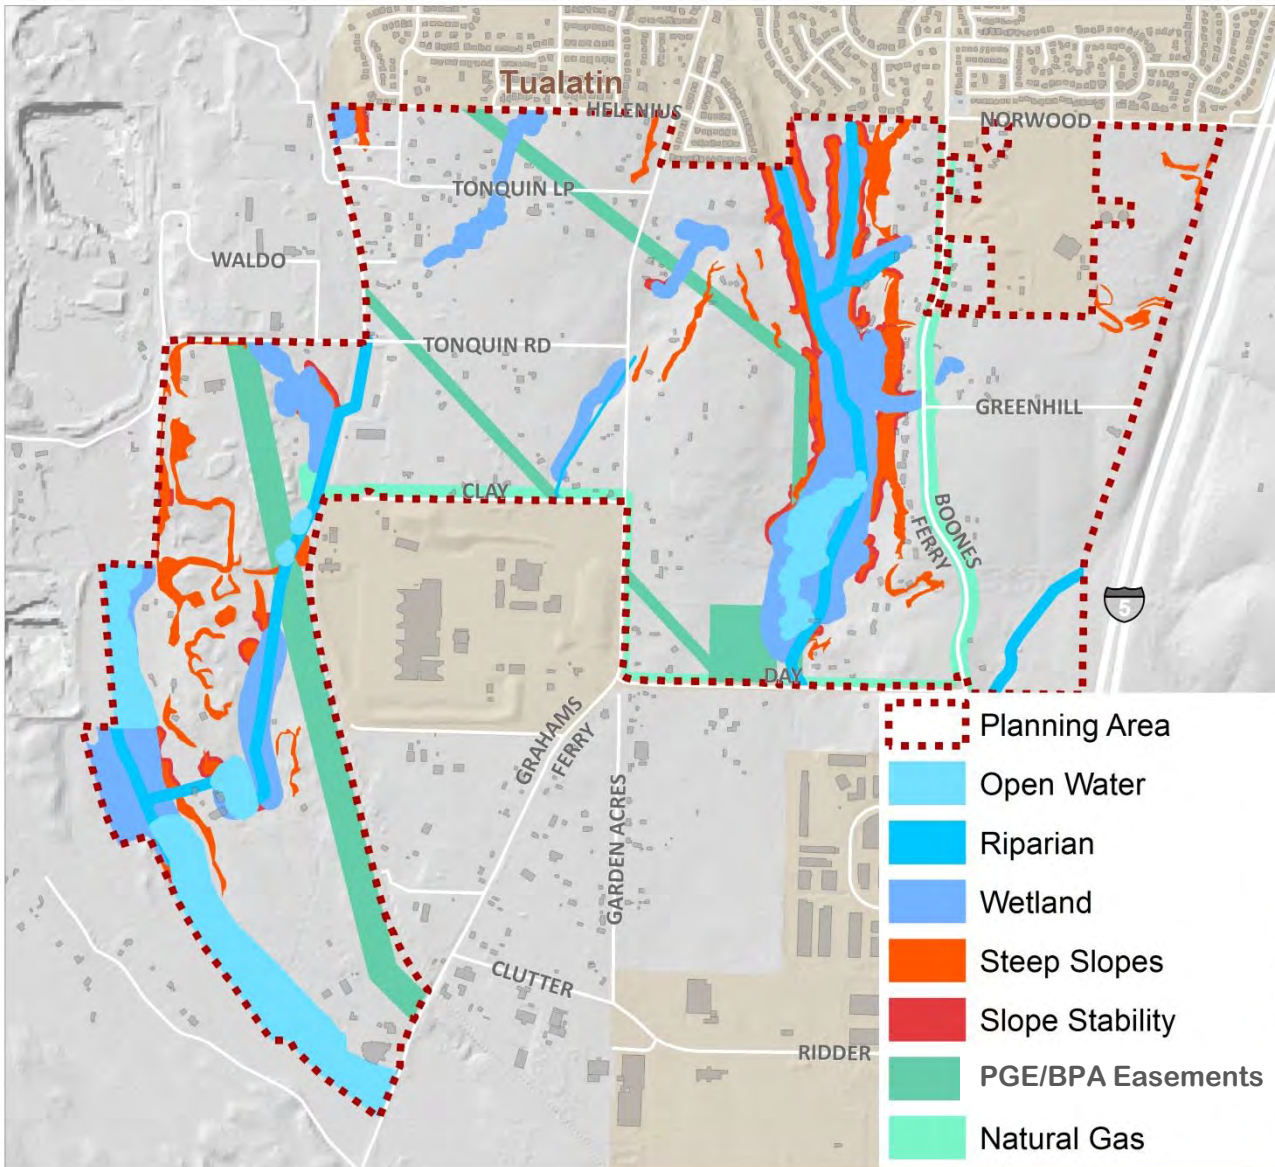 Tualatin
HELENIUS
NORWOOD
TONQUIN LP
WALDO
TONQUIN RD
GREENHILL
CLAY
BOONES
FERRY
5
DAY
GRAHAMS
FERRY
GARDEN ACRES
CLUTTER
RIDDER
Planning Area
Open Water
Riparian
Wetland
Steep Slopes
Slope Stability
PGE/BPA Easements
Natural Gas